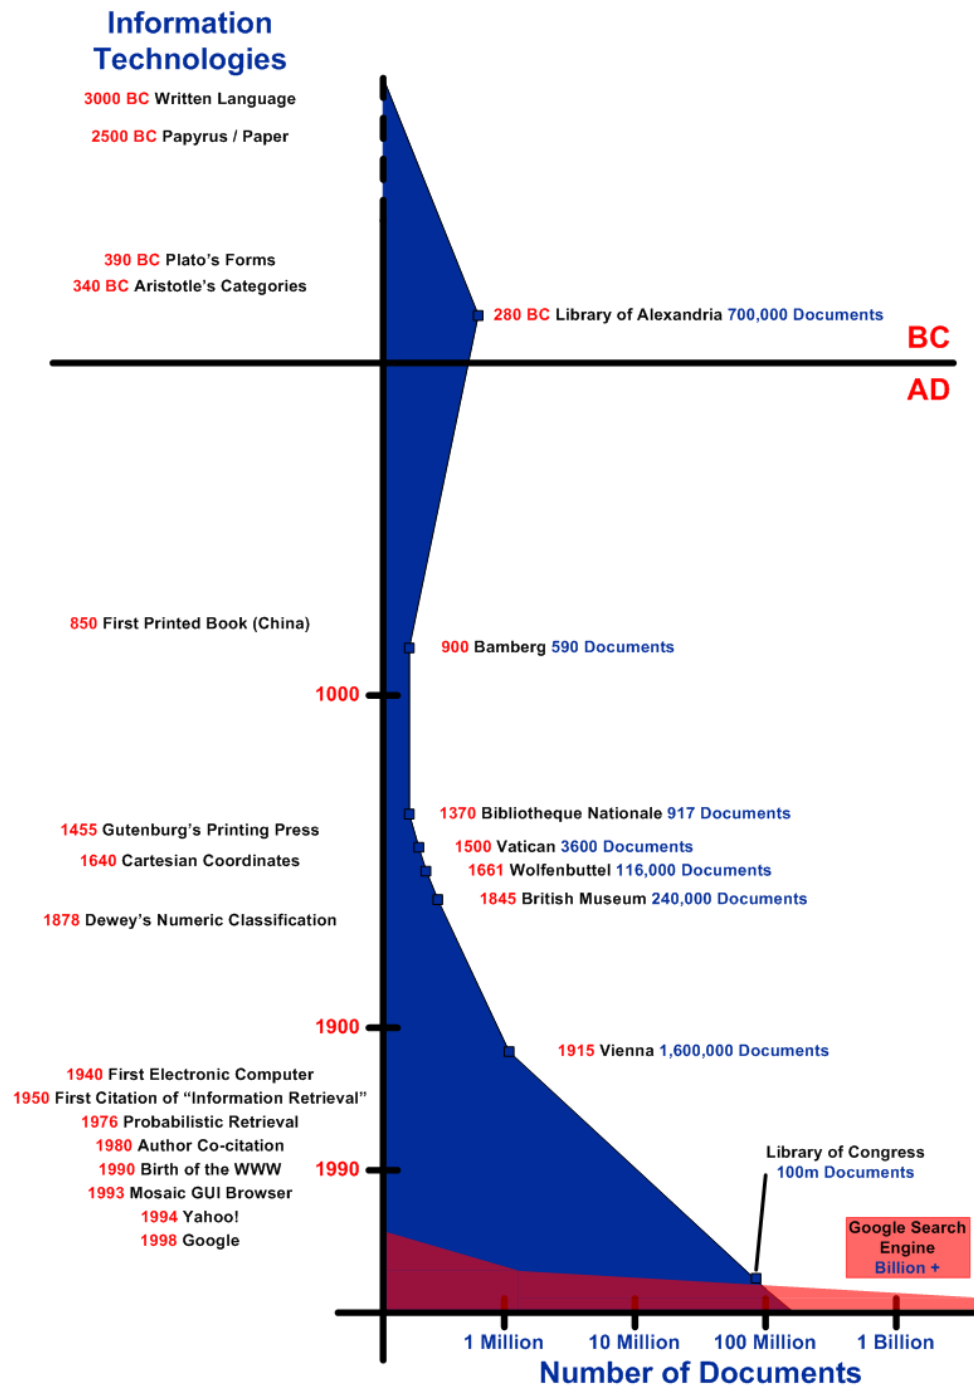 Information
Technologies
3000 BC Written Language
2500 BC Papyrus / Paper
390 BC Plato's Forms
340 BC Aristotle's Categories
280 BC Library of Alexandria 700,000 Documents
BC
AD
850 First Printed Book (China)
900 Bamberg 590 Documents
1000
1370 Bibliotheque Nationale 917 Documents
1455 Gutenburg's Printing Press
1500 Vatican 3600 Documents
1640 Cartesian Coordinates
1661 Wolfenbuttel 116,000 Documents
1845 British Museum 240,000 Documents
1878 Dewey's Numeric Classification
1900
1915 Vienna 1,600,000 Documents
1940 First Electronic Computer
1950 First Citation of “Information Retrieval”
1976 Probabilistic Retrieval
1980 Author Co-citation
1990 Birth of the WWW
1990
Library of Congress
100m Documents
1993 Mosaic GUI Browser
1994 Yahoo!
1998 Google
Google Search
Engine
Billion +
1 Million 10 Million 100 Million 1 Billion
Number of Documents